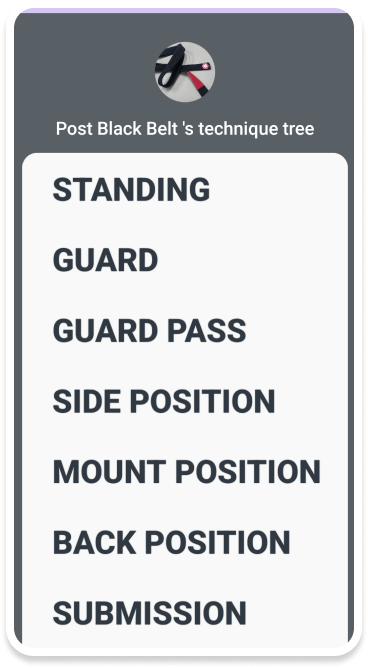 Post Black Belt 's technique tree
STANDING
GUARD
GUARD PASS
SIDE POSITION
MOUNT POSITION
BACK POSITION
SUBMISSION